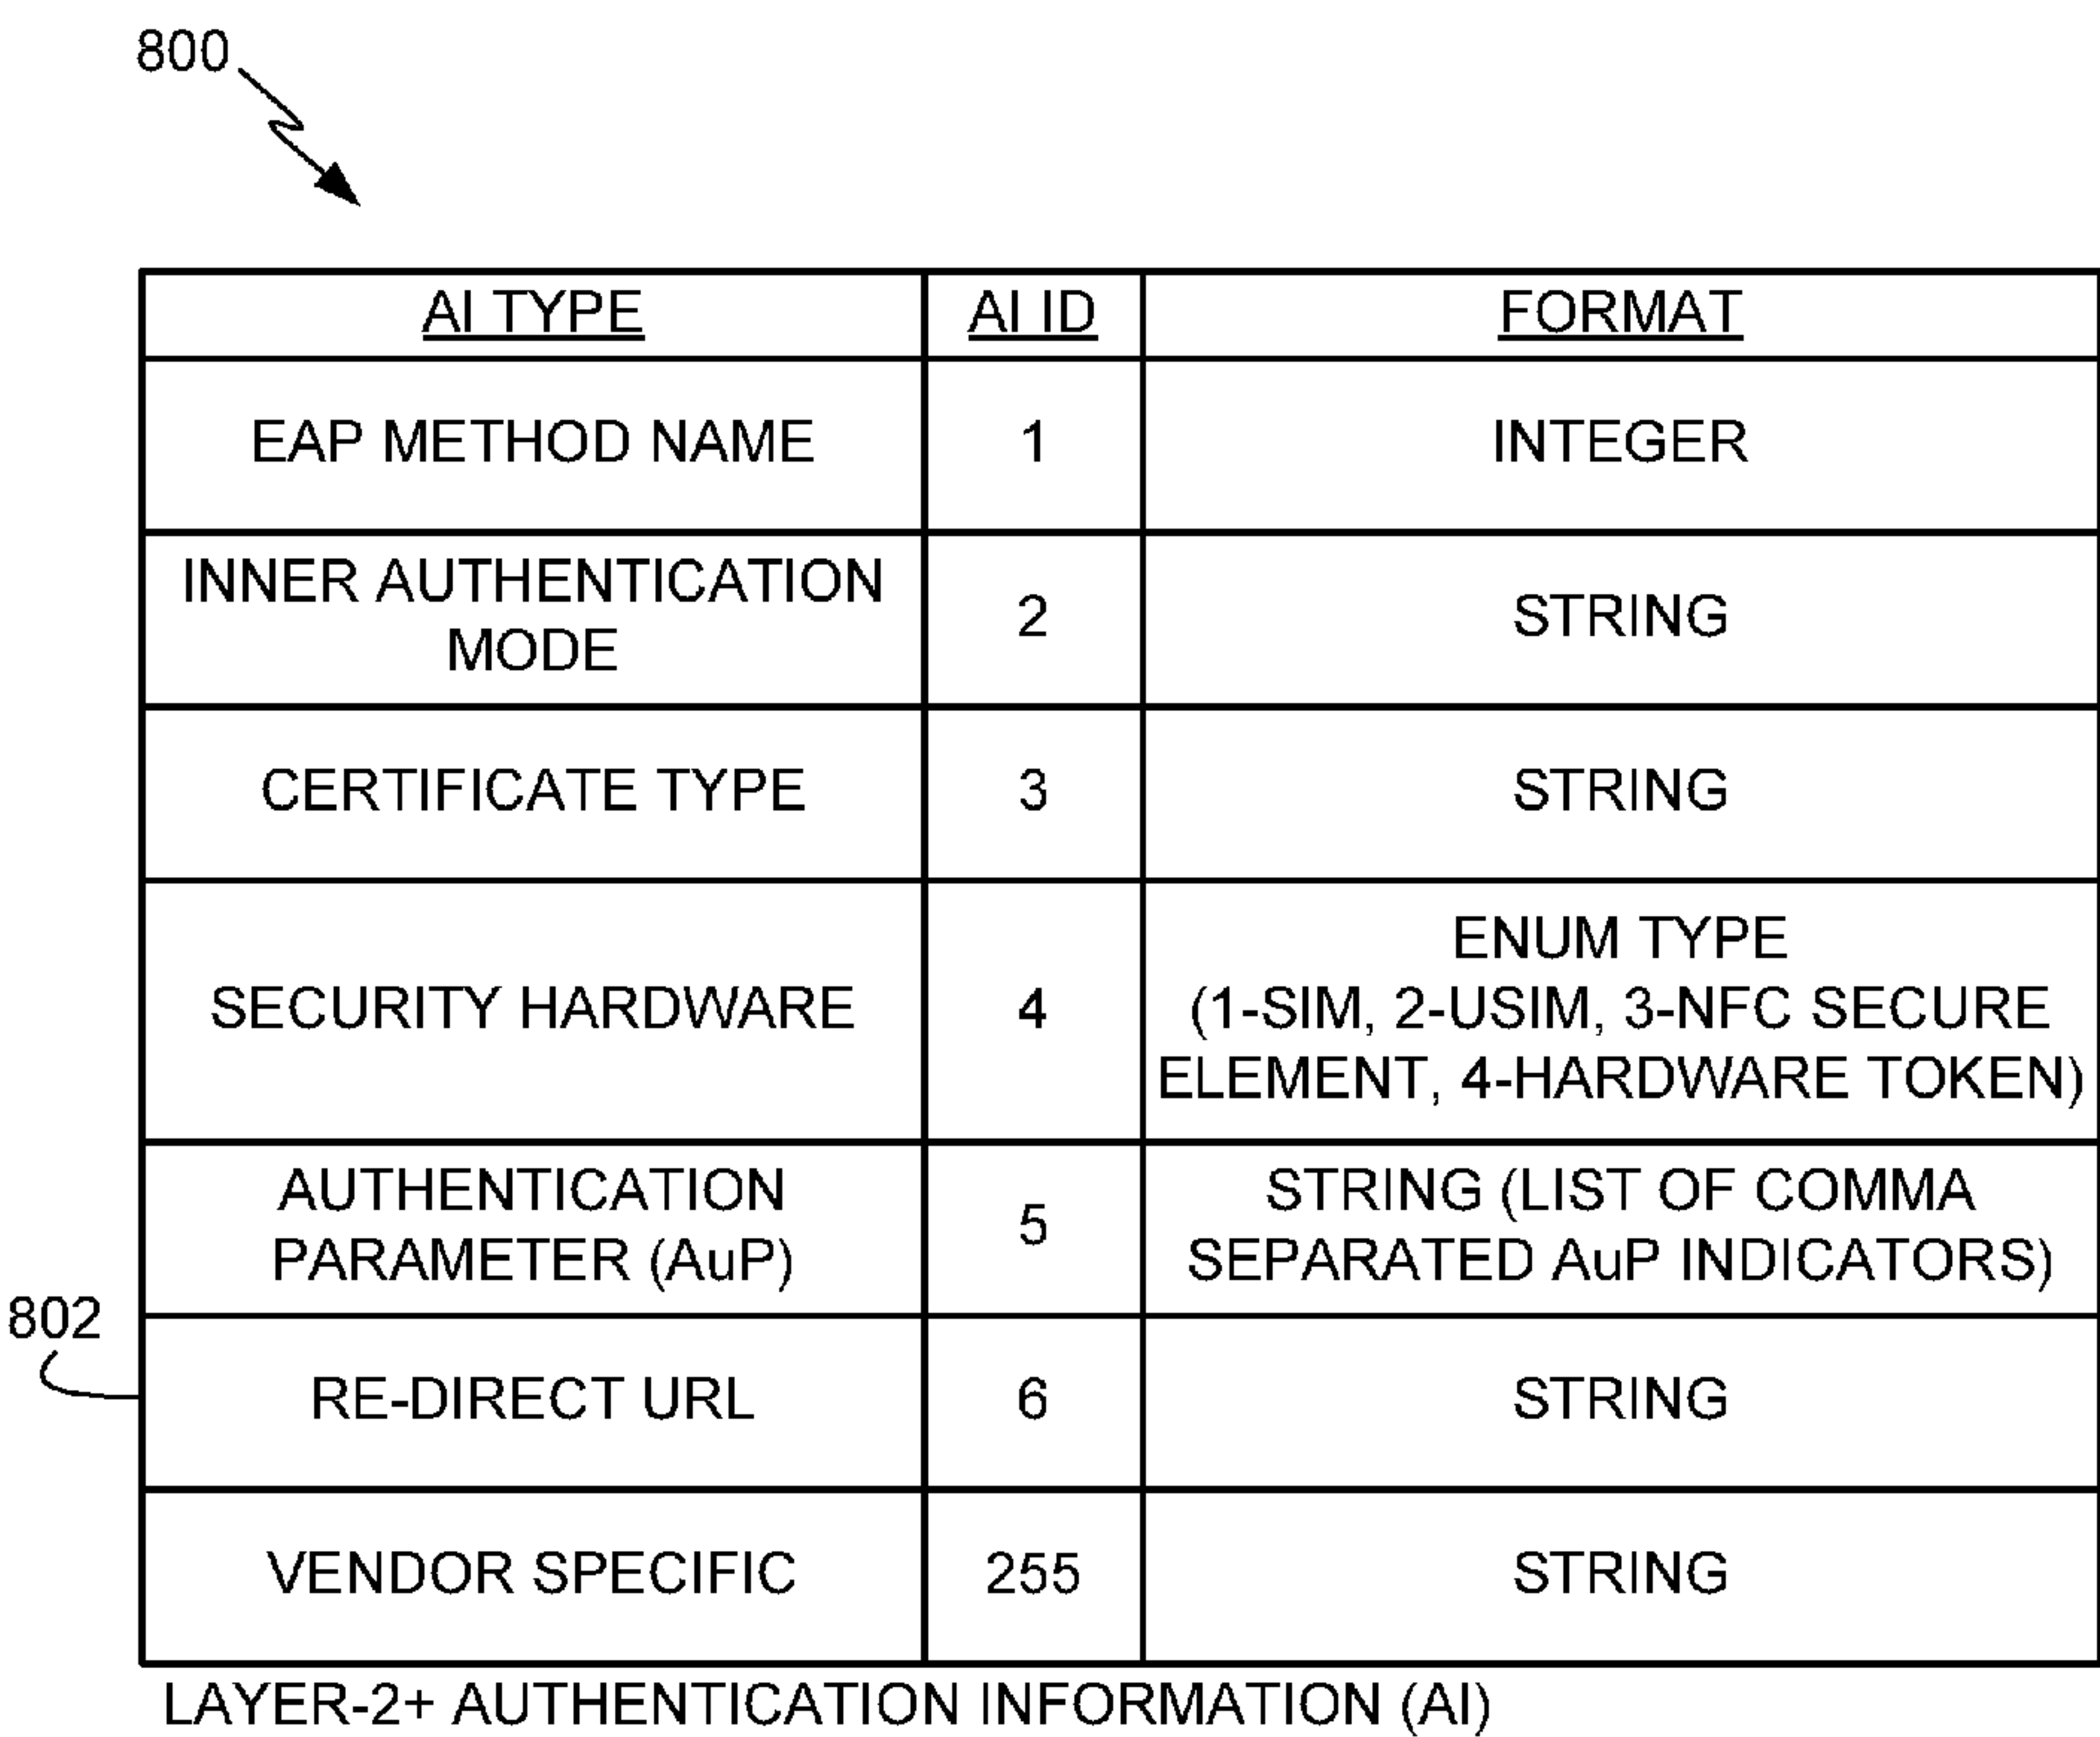 800
AI TYPE AI ID FORMAT
EAP METHOD NAME 1 INTEGER
INNER AUTHENTICATION
MODE 2 STRING
CERTIFICATE TYPE 3 STRING
SECURITY HARDWARE 4 ENUM TYPE
(1-SIM, 2-USIM, 3-NFC SECURE
ELEMENT, 4-HARDWARE TOKEN)
AUTHENTICATION
PARAMETER (AuP) 5 STRING (LIST OF COMMA
SEPARATED AuP INDICATORS)
802
RE-DIRECT URL 6 STRING
VENDOR SPECIFIC 255 STRING
LAYER-2+ AUTHENTICATION INFORMATION (AI)